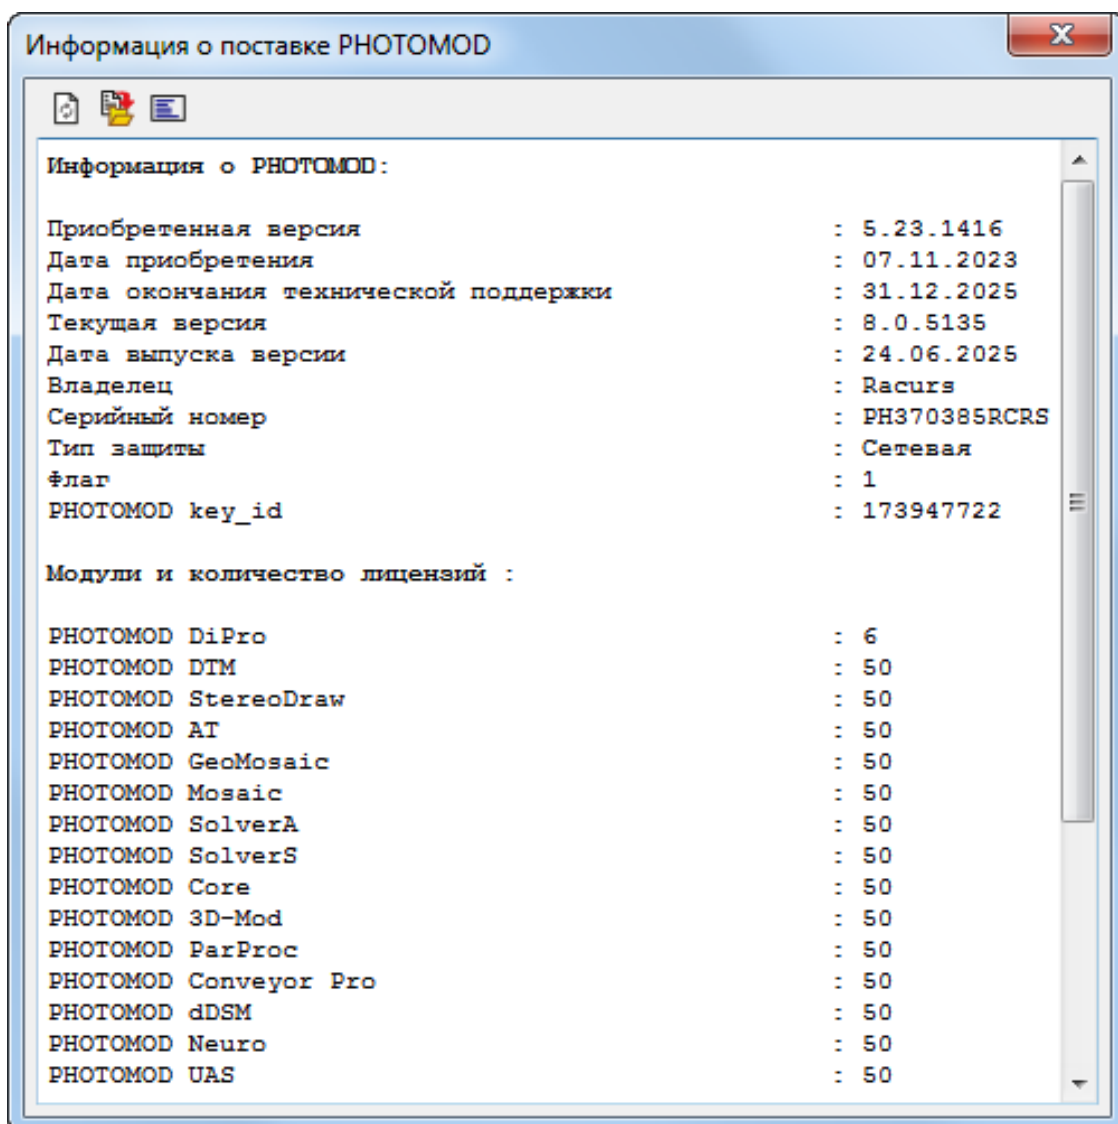 Информация о поставке PHOTOMOD
Информация о PHOTOMOD:
Приобретенная версия : 5.23.1416
Дата приобретения : 07.11.2023
Дата окончания технической поддержки : 31.12.2025
Текущая версия : 8.0.5135
Дата выпуска версии : 24.06.2025
Владелец : Racurs
Серийный номер : PH370385RCRS
Тип защиты : Сетевая
Флаг : 1
PHOTOMOD key_id : 173947722
Модули и количество лицензий :
PHOTOMOD DiPro : 6
PHOTOMOD DTM : 50
PHOTOMOD StereoDraw : 50
PHOTOMOD AT : 50
PHOTOMOD GeoMosaic : 50
PHOTOMOD Mosaic : 50
PHOTOMOD SolverA : 50
PHOTOMOD SolverS : 50
PHOTOMOD Core : 50
PHOTOMOD 3D-Mod : 50
PHOTOMOD ParProc : 50
PHOTOMOD Conveyor Pro : 50
PHOTOMOD dDSM : 50
PHOTOMOD Neuro : 50
PHOTOMOD UAS : 50